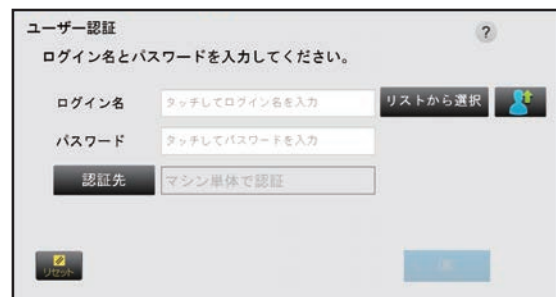 ユーザー認証
?
ログイン名とパスワードを入力してください。
ログイン名
タッチしてログイン名を入力
リストから選択
パスワード
タッチしてパスワードを入力
認証先
マシン単体で認証
リセット